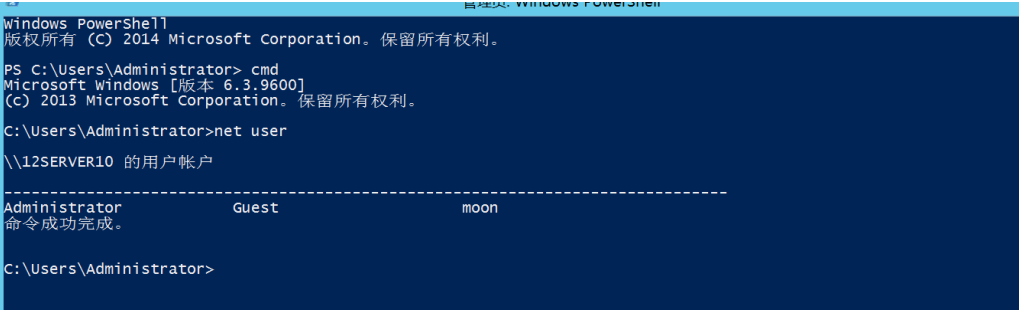 管理员: Windows PowerShell
Windows PowerShell
版权所有 (C) 2014 Microsoft Corporation。保留所有权利。
PS C:\Users\Administrator> cmd
Microsoft Windows [版本 6.3.9600]
(c) 2013 Microsoft Corporation。保留所有权利。
C:\Users\Administrator>net user
\\12SERVER10 的用户帐户
-------------------------------------------------------------------------------
Administrator            Guest                    moon
命令成功完成。
C:\Users\Administrator>